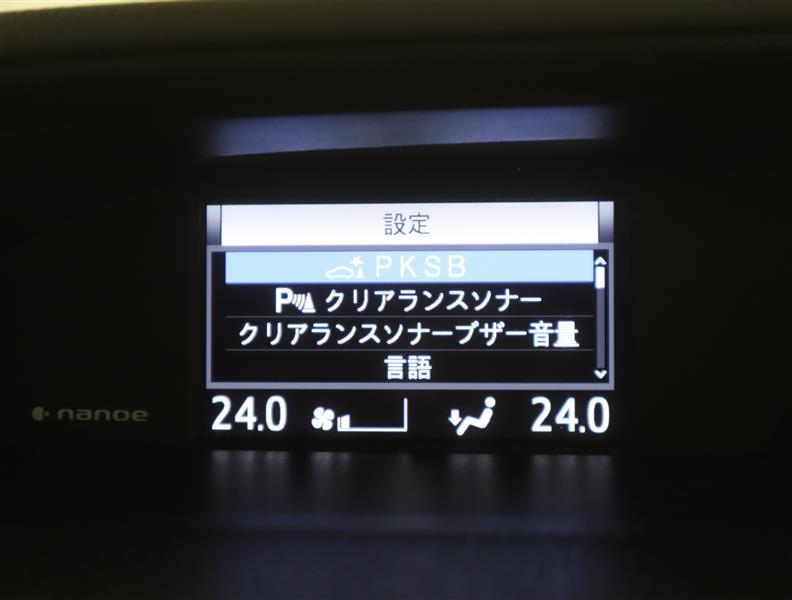 設定
PKSB
P クリアランスソナー
クリアランスソナーブザー音量
言語
24.0 24.0
nanoe